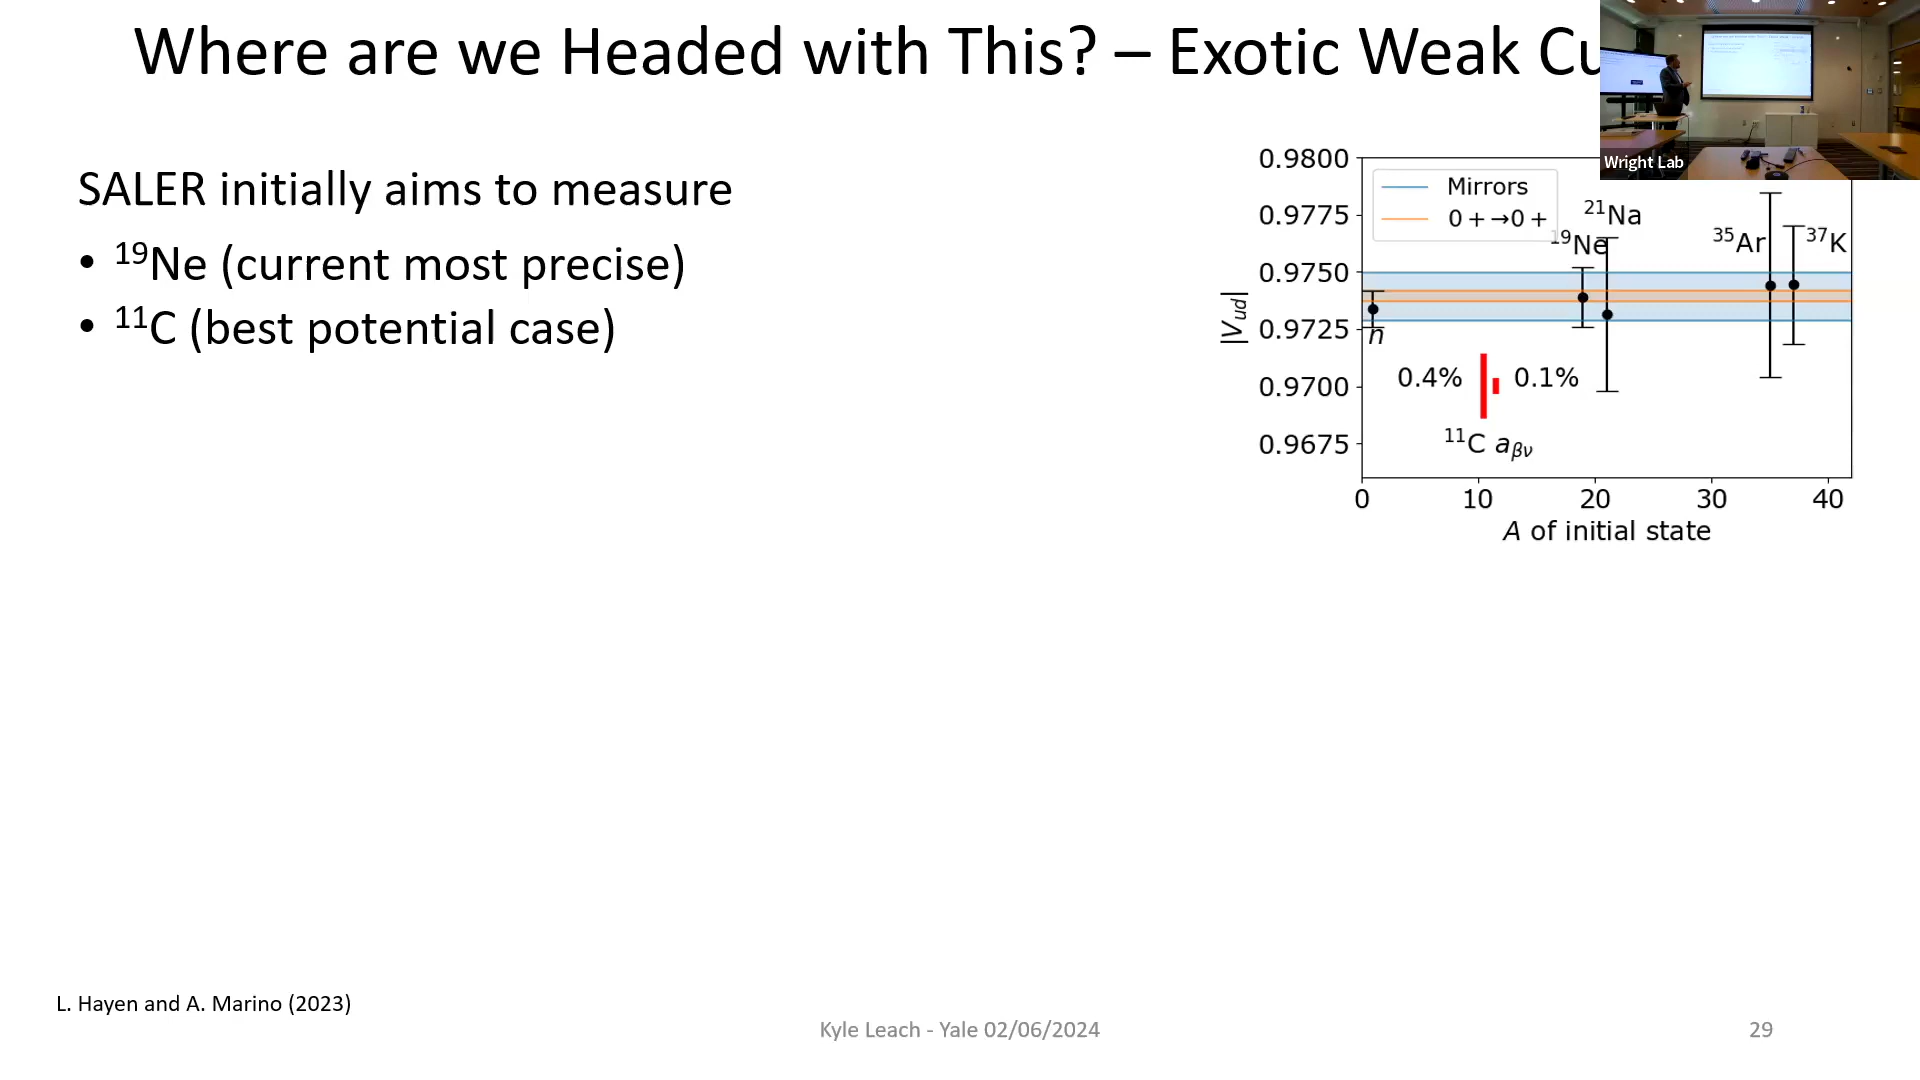 Where are we Headed with This? – Exotic Weak Cu
Wright Lab
SALER initially aims to measure
• ¹⁹Ne (current most precise)
• ¹¹C (best potential case)
0.9800
0.9775
0.9750
0.9725
0.9700
0.9675
|V_ud|
Mirrors
0+→0+
n
¹⁹Ne
²¹Na
³⁵Ar
³⁷K
0.4%
0.1%
¹¹C a_βν
0 10 20 30 40
A of initial state
L. Hayen and A. Marino (2023)
Kyle Leach - Yale 02/06/2024
29